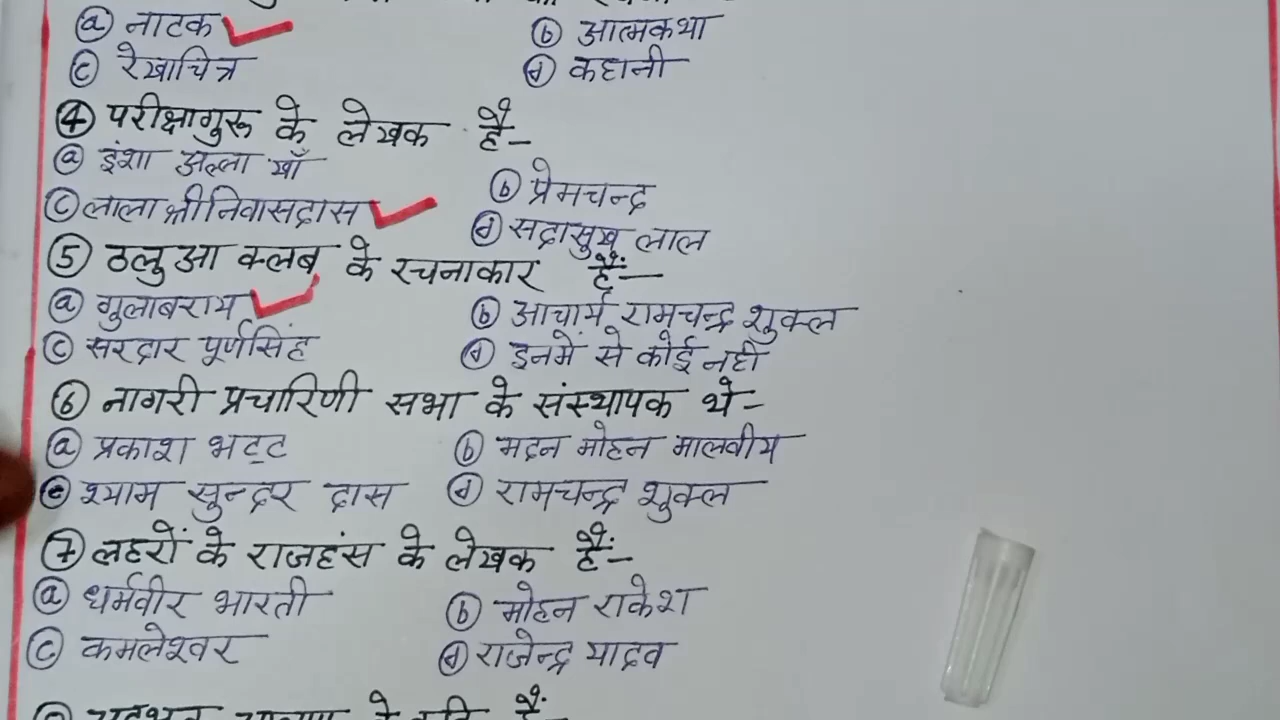 ⓐ नाटक ⓑ आत्मकथा
ⓒ रेखाचित्र ⓓ कहानी
④ परीक्षागुरू के लेखक है-
ⓐ इंशा अल्ला खाँ ⓑ प्रेमचन्द्र
ⓒ लाला श्रीनिवासदास ⓓ सदासुख लाल
⑤ ठलुआ क्लब के रचनाकार हैं-
ⓐ गुलाबराय ⓑ आचार्य रामचन्द्र शुक्ल
ⓒ सरदार पूर्णसिंह ⓓ इनमें से कोई नहीं
⑥ नागरी प्रचारिणी सभा के संस्थापक थे-
ⓐ प्रकाश भट्ट ⓑ मदन मोहन मालवीय
ⓒ श्याम सुन्दर दास ⓓ रामचन्द्र शुक्ल
⑦ लहरों के राजहंस के लेखक हैं-
ⓐ धर्मवीर भारती ⓑ मोहन राकेश
ⓒ कमलेश्वर ⓓ राजेन्द्र यादव